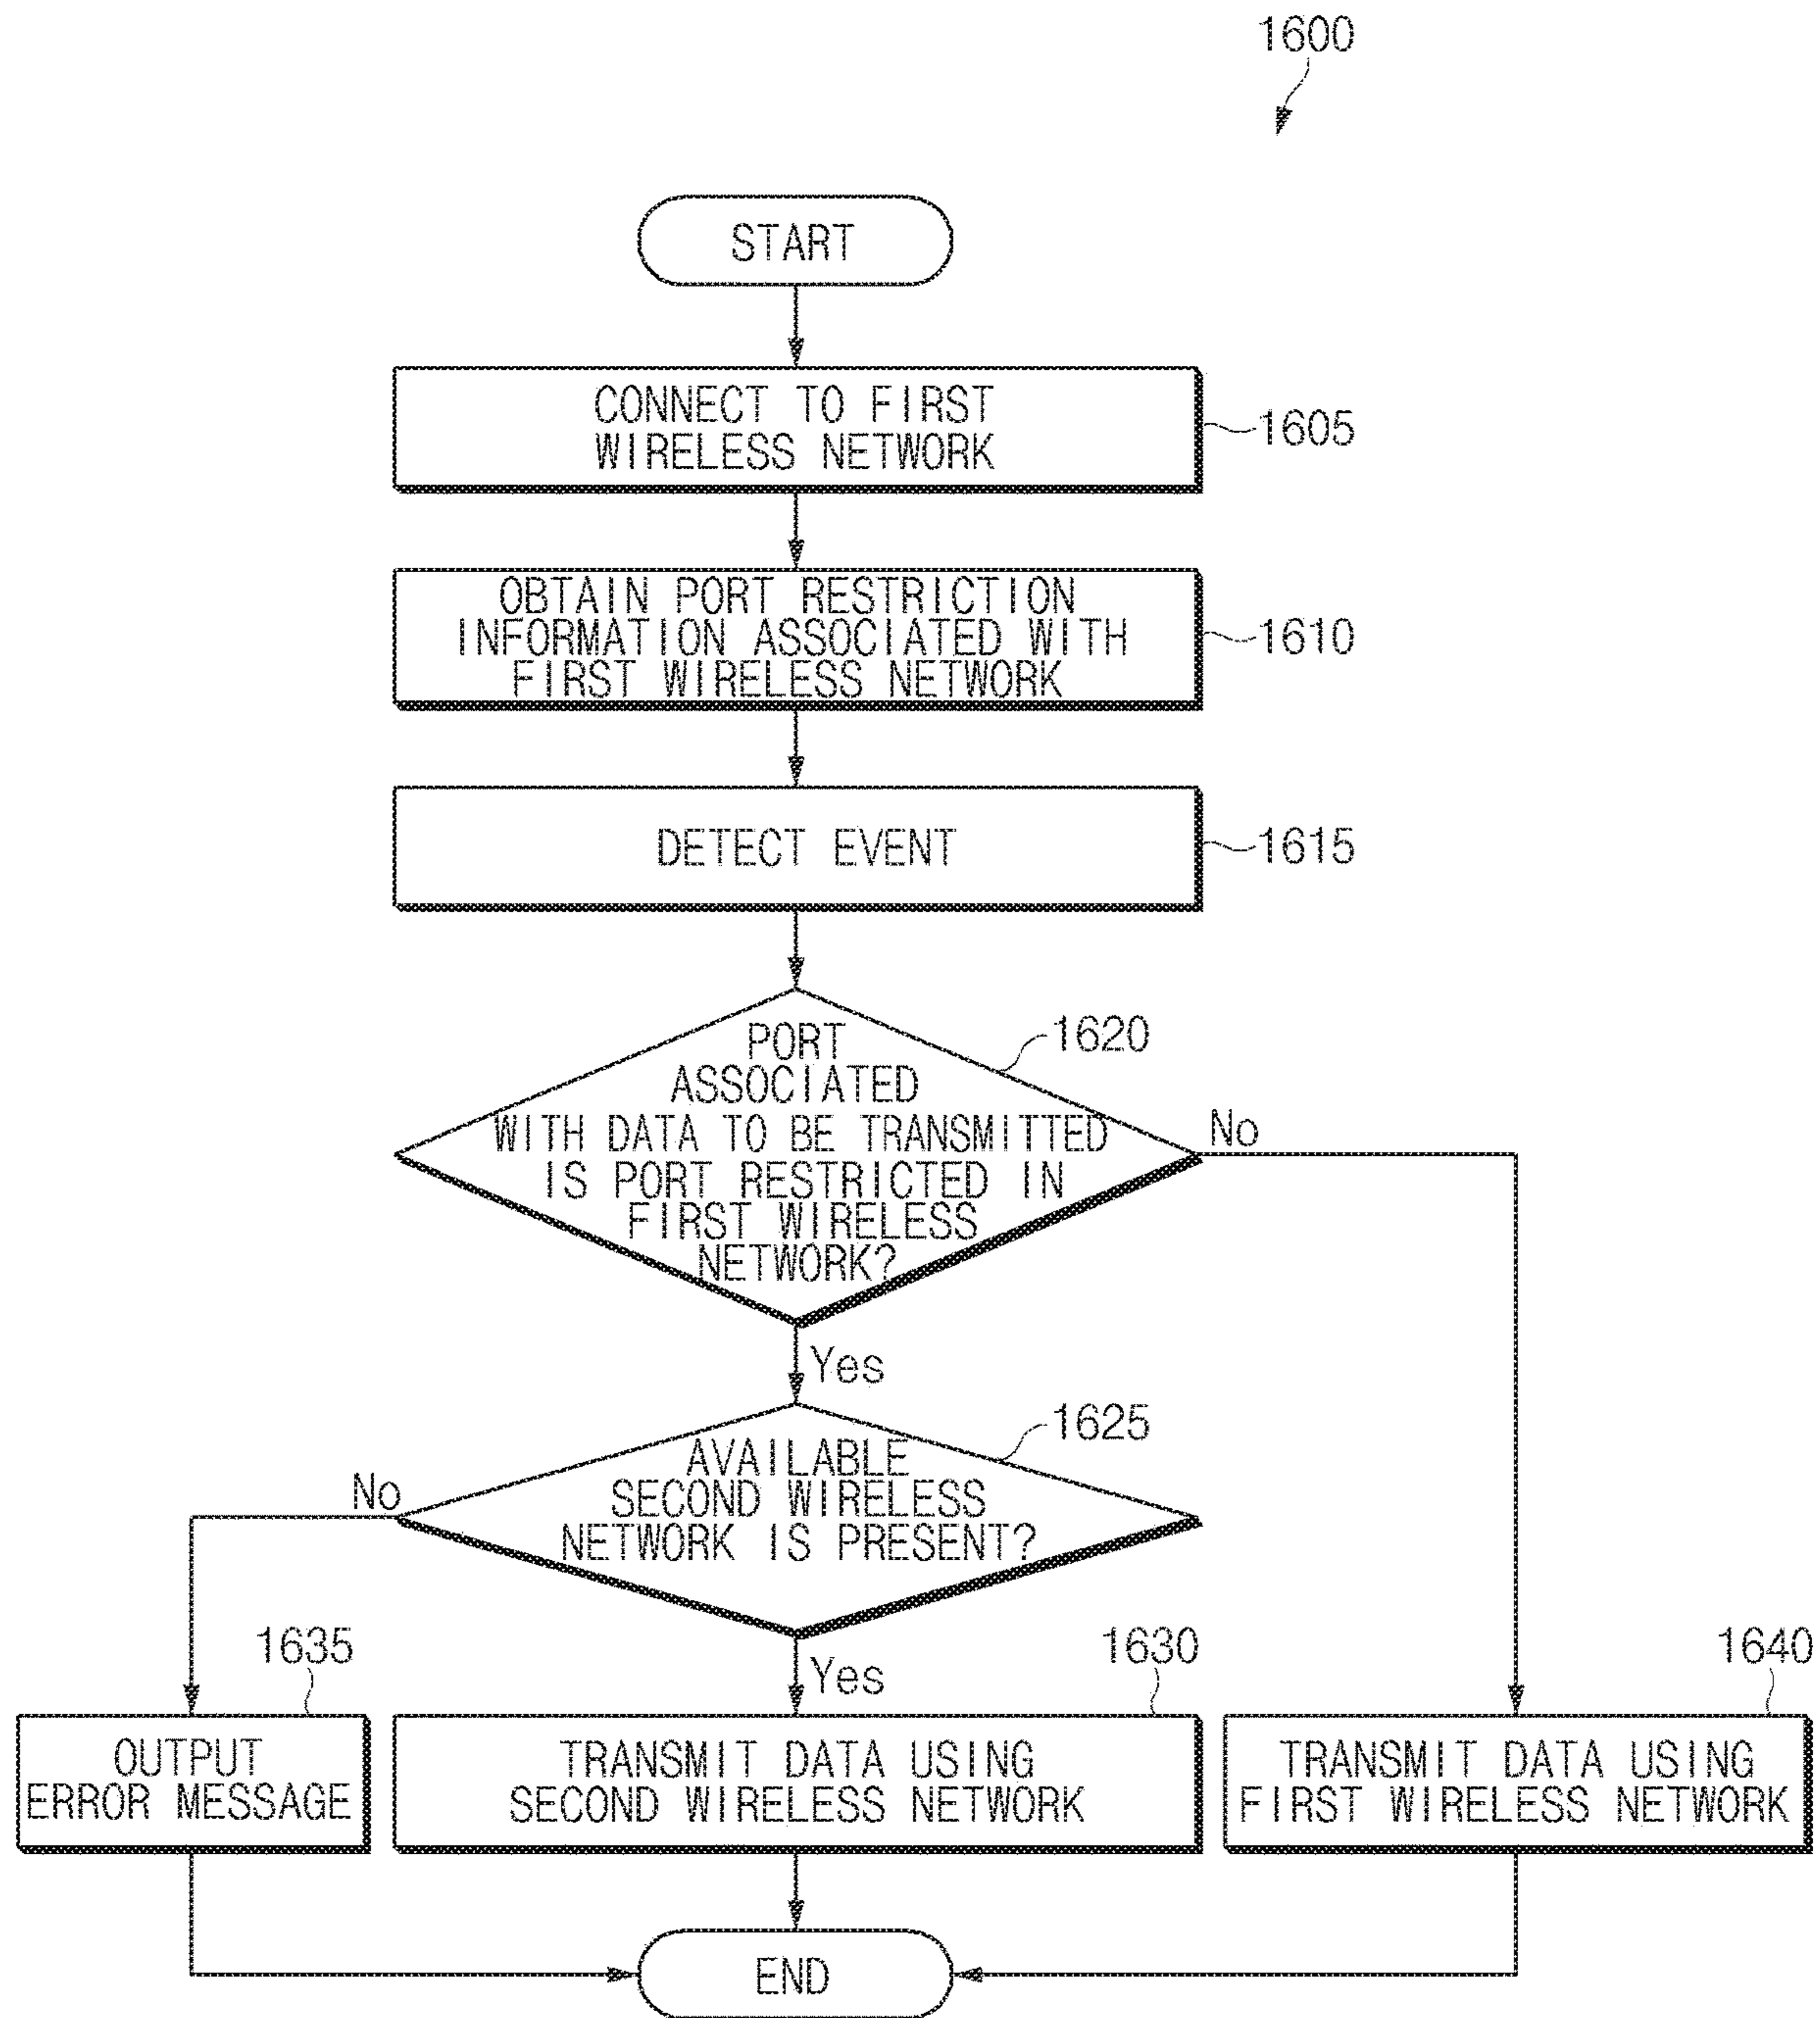 1600
START
CONNECT TO FIRST
WIRELESS NETWORK
1605
OBTAIN PORT RESTRICTION
INFORMATION ASSOCIATED WITH
FIRST WIRELESS NETWORK
1610
DETECT EVENT
1615
PORT
ASSOCIATED
WITH DATA TO BE TRANSMITTED
IS PORT RESTRICTED IN
FIRST WIRELESS
NETWORK?
1620
No
Yes
AVAILABLE
SECOND WIRELESS
NETWORK IS PRESENT?
1625
No
Yes
1635
OUTPUT
ERROR MESSAGE
1630
TRANSMIT DATA USING
SECOND WIRELESS NETWORK
1640
TRANSMIT DATA USING
FIRST WIRELESS NETWORK
END